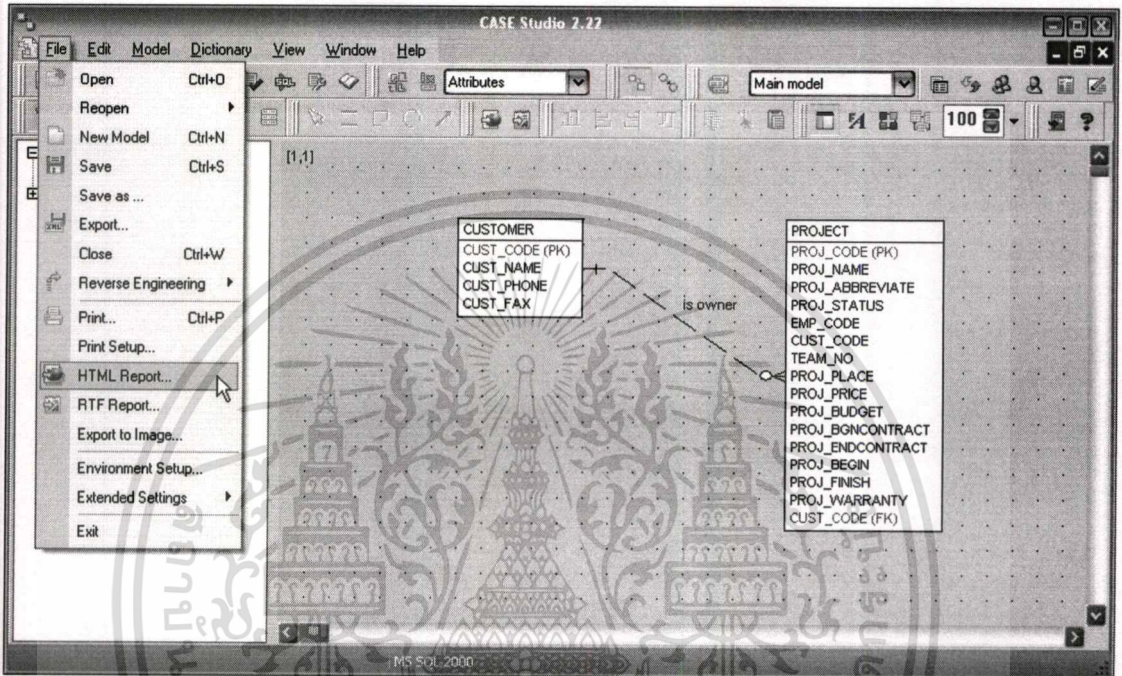 CASE Studio 2.22
File Edit Model Dictionary View Window Help
Open Ctrl+O
Reopen
New Model Ctrl+N
Save Ctrl+S
Save as ...
Export...
Close Ctrl+W
Reverse Engineering
Print... Ctrl+P
Print Setup...
HTML Report...
RTF Report...
Export to Image...
Environment Setup...
Extended Settings
Exit
Attributes
Main model
100
[1,1]
CUSTOMER
CUST_CODE (PK)
CUST_NAME
CUST_PHONE
CUST_FAX
is owner
PROJECT
PROJ_CODE (PK)
PROJ_NAME
PROJ_ABBREVIATE
PROJ_STATUS
EMP_CODE
CUST_CODE
TEAM_NO
PROJ_PLACE
PROJ_PRICE
PROJ_BUDGET
PROJ_BGNCONTRACT
PROJ_ENDCONTRACT
PROJ_BEGIN
PROJ_FINISH
PROJ_WARRANTY
CUST_CODE (FK)
MS SQL 2000